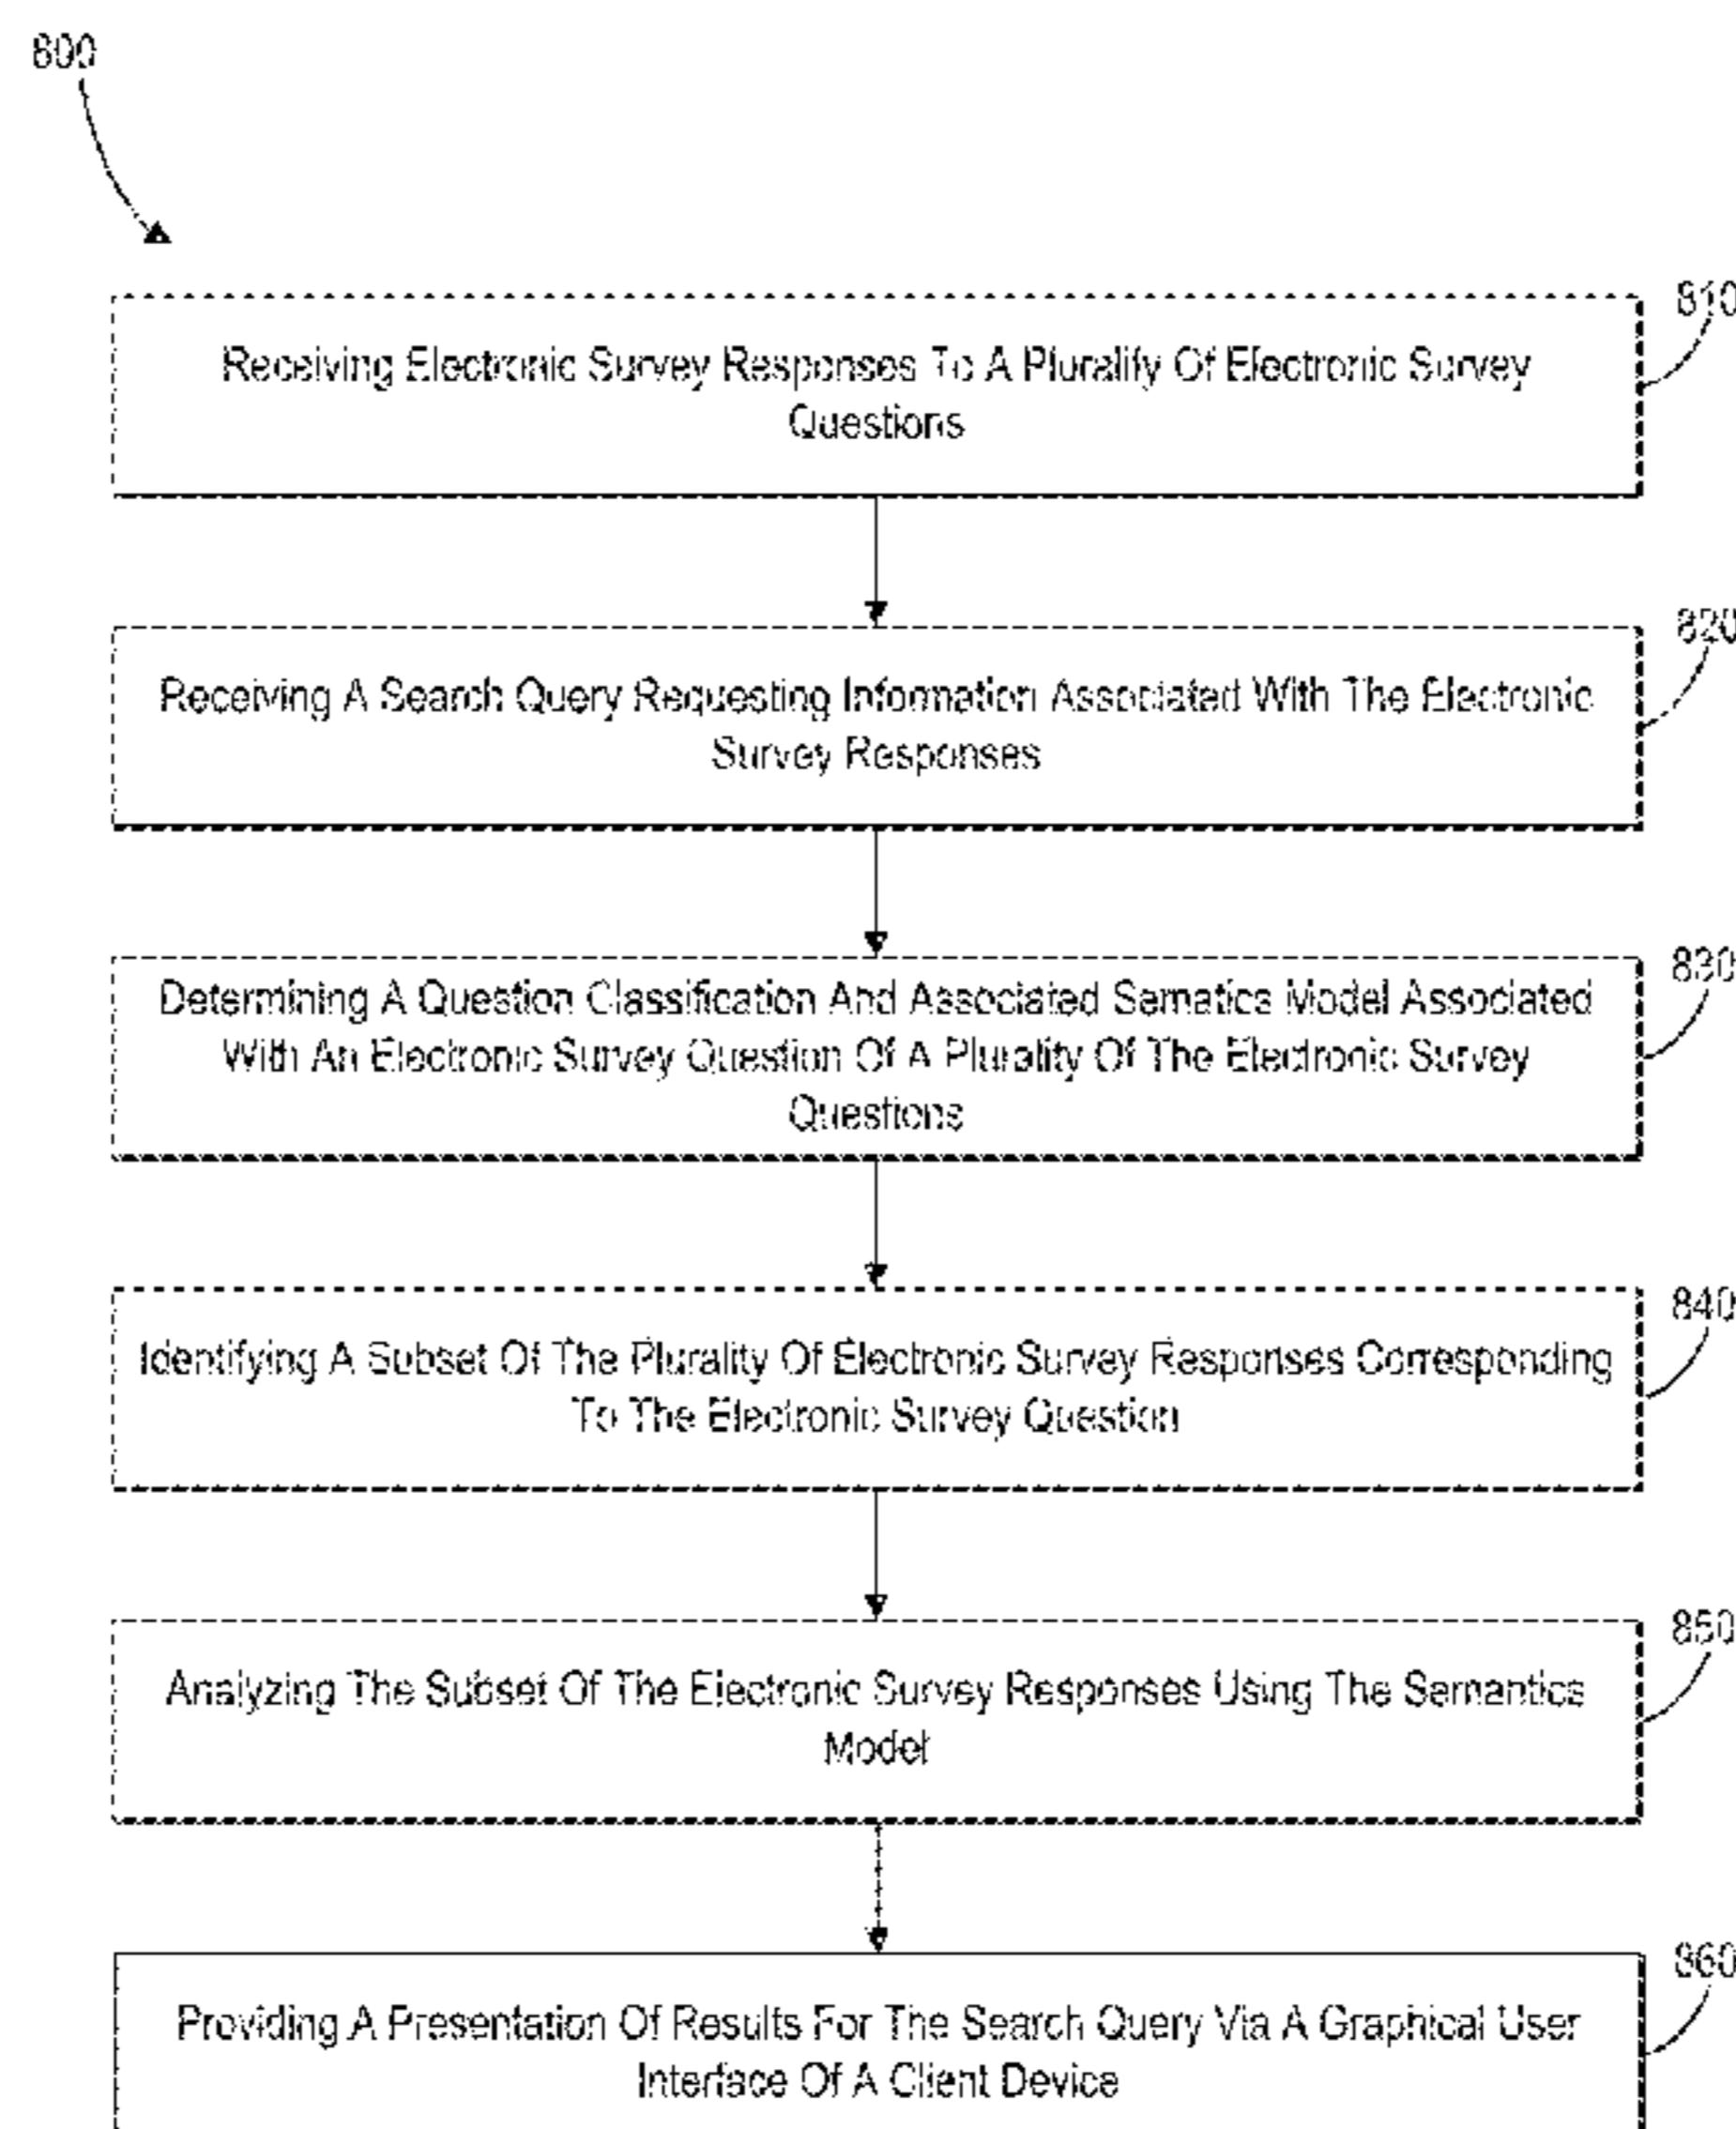 800
810
Receiving Electronic Survey Responses To A Plurality Of Electronic Survey
Questions
820
Receiving A Search Query Requesting Information Associated With The Electronic
Survey Responses
830
Determining A Question Classification And Associated Sematics Model Associated
With An Electronic Survey Question Of A Plurality Of The Electronic Survey
Questions
840
Identifying A Subset Of The Plurality Of Electronic Survey Responses Corresponding
To The Electronic Survey Question
850
Analyzing The Subset Of The Electronic Survey Responses Using The Semantics
Model
860
Providing A Presentation Of Results For The Search Query Via A Graphical User
Interface Of A Client Device